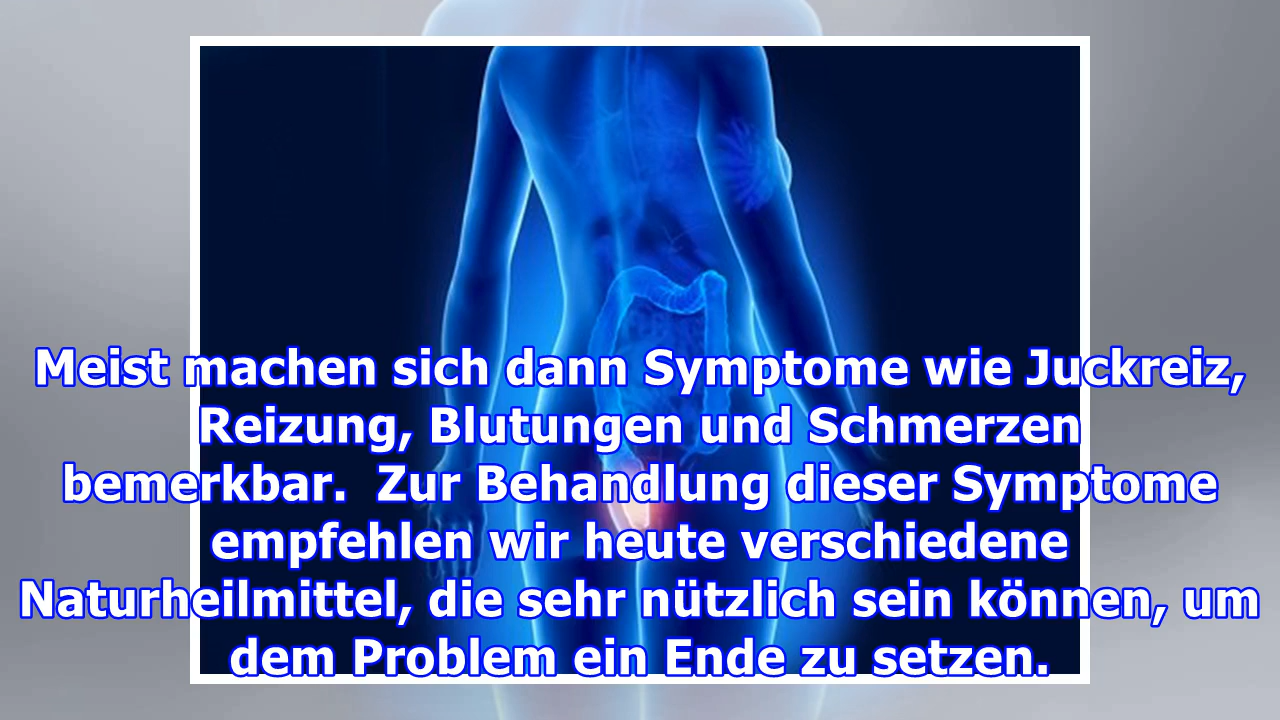 Meist machen sich dann Symptome wie Juckreiz,
Reizung, Blutungen und Schmerzen
bemerkbar.  Zur Behandlung dieser Symptome
empfehlen wir heute verschiedene
Naturheilmittel, die sehr nützlich sein können, um
dem Problem ein Ende zu setzen.